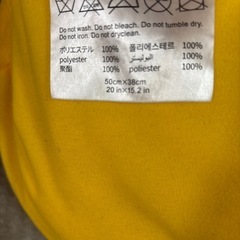 Do not wash. Do not bleach. Do not tumble dry.
Do not iron. Do not dryclean.
ポリエステル 100% 폴리에스테르 100%
polyester 100% البوليستر 100%
聚酯 100% poliester 100%
50cm×38cm
20 in×15.2 in